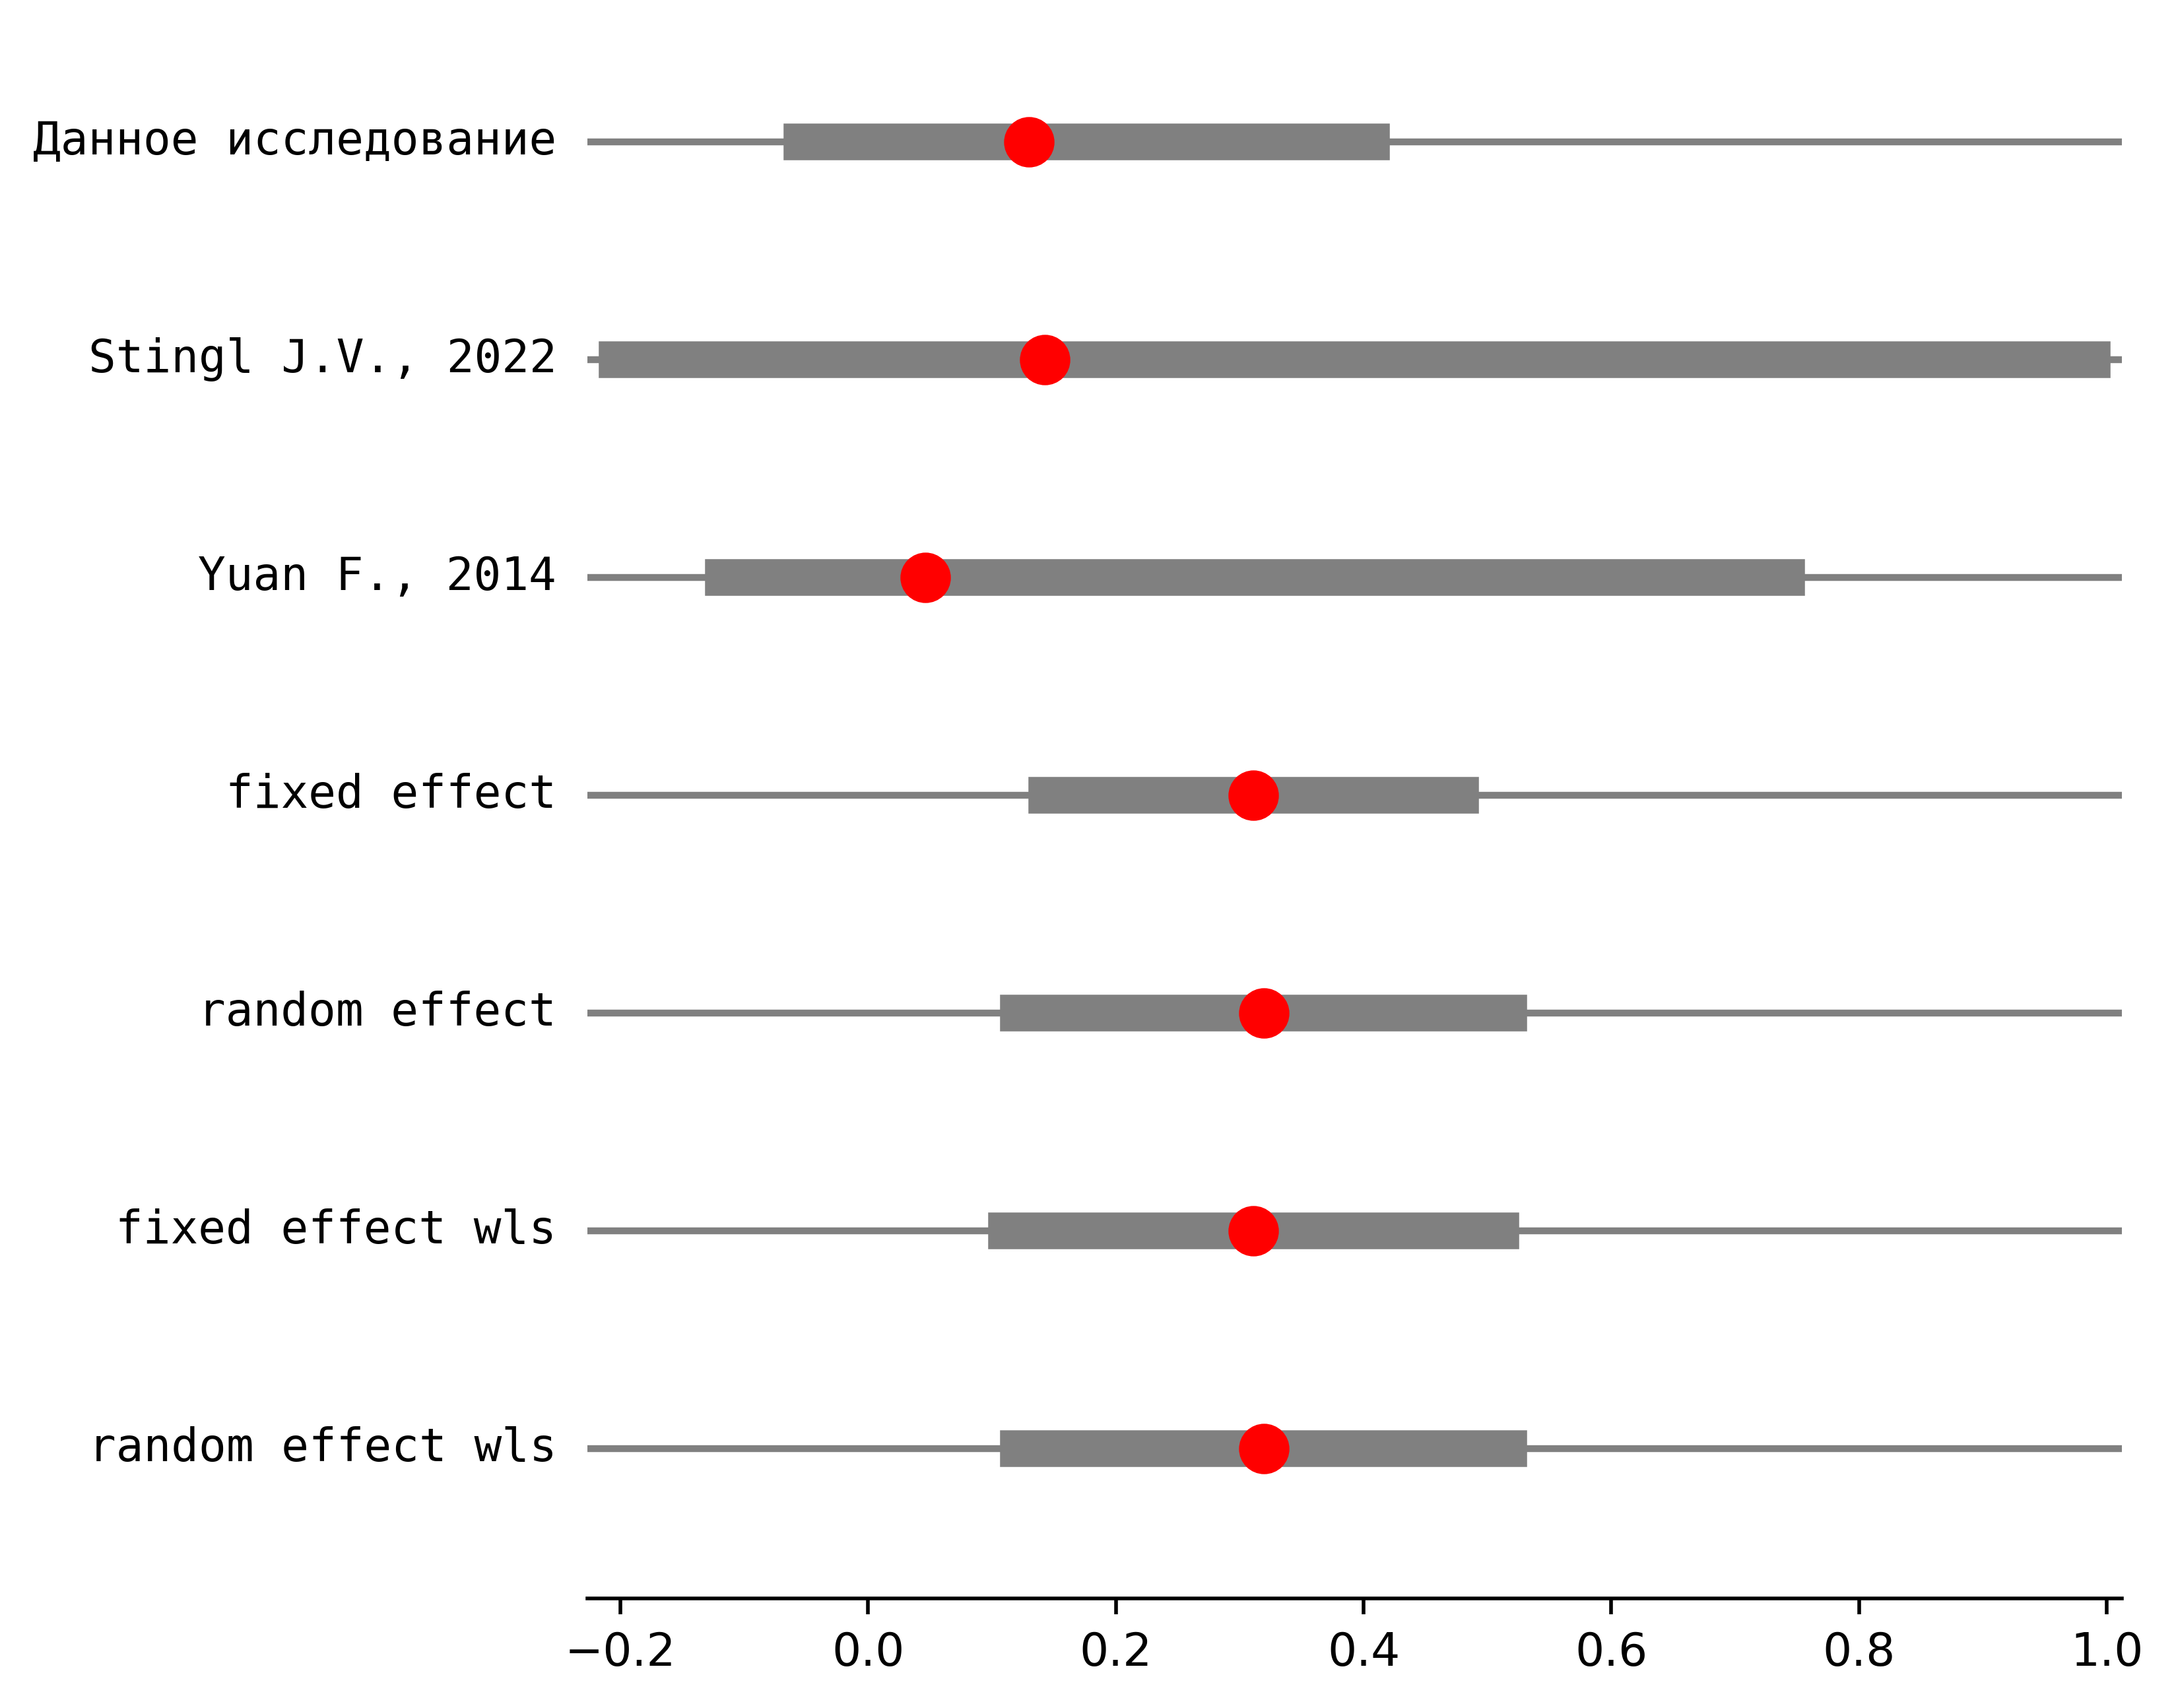 Данное исследование
Stingl J.V., 2022
Yuan F., 2014
fixed effect
random effect
fixed effect wls
random effect wls
−0.2 0.0 0.2 0.4 0.6 0.8 1.0